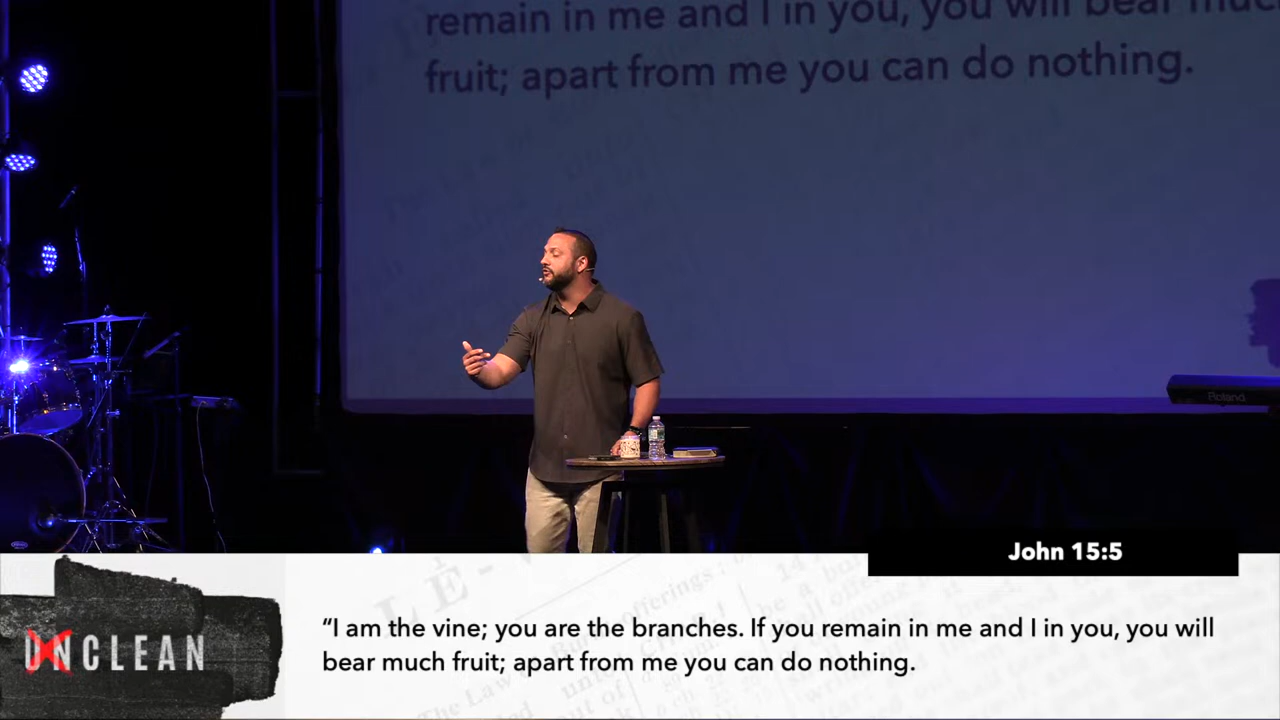 remain in me and I in you, you will bear much
fruit; apart from me you can do nothing.
Roland
John 15:5
UNCLEAN
“I am the vine; you are the branches. If you remain in me and I in you, you will
bear much fruit; apart from me you can do nothing.